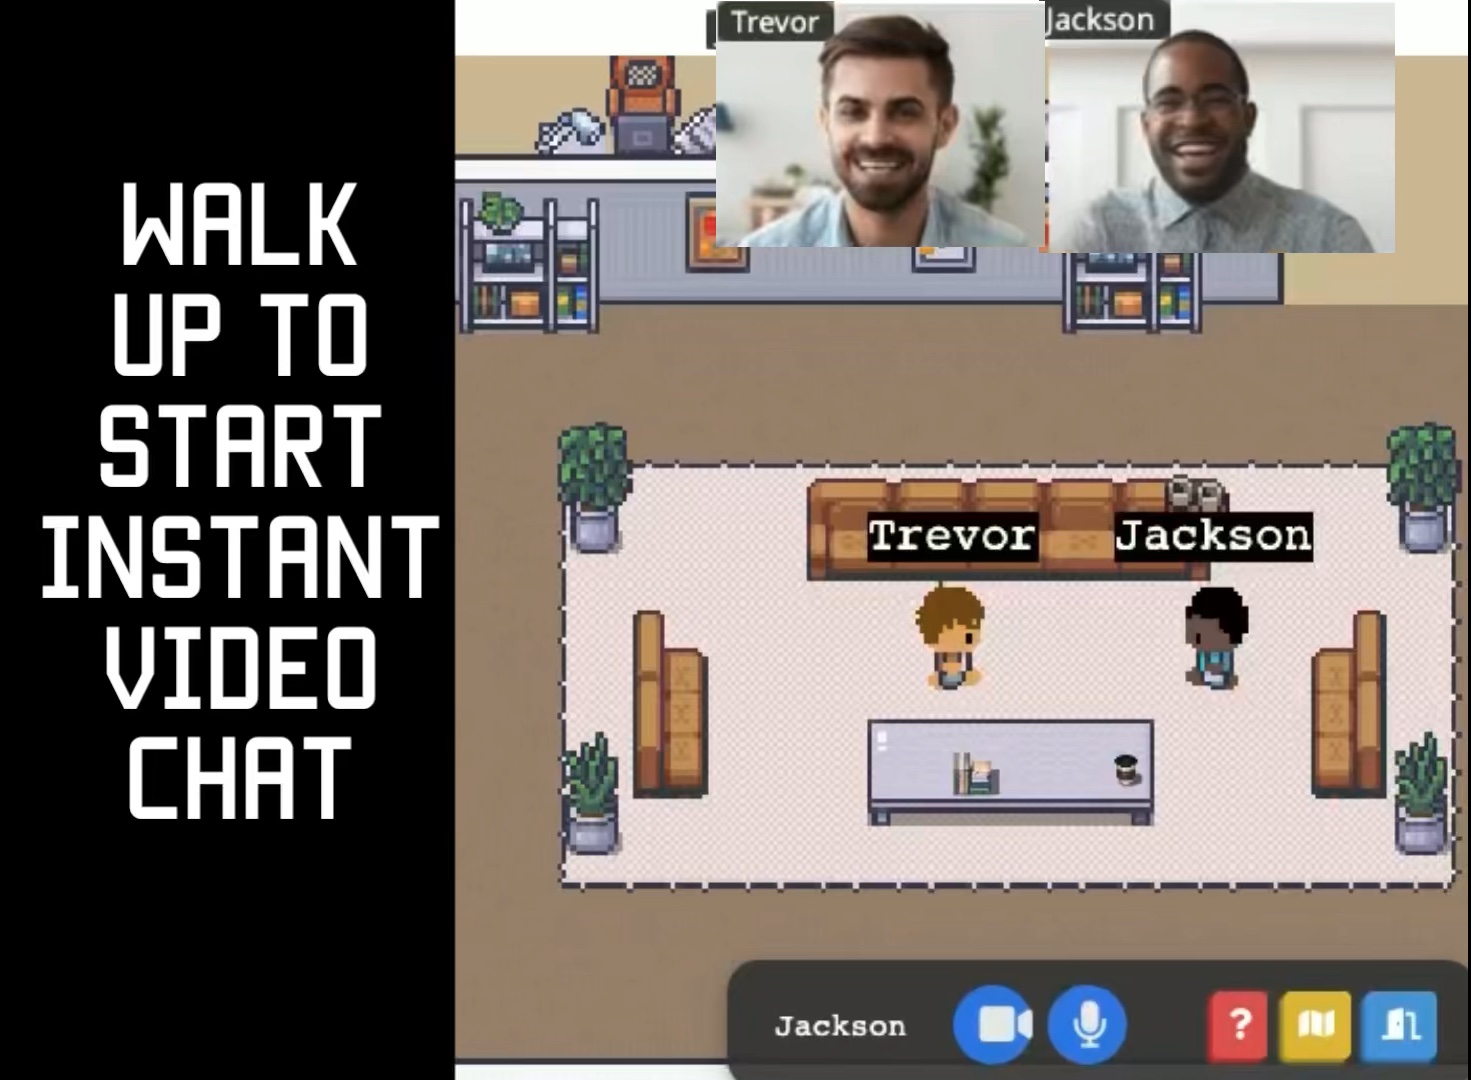 WALK
UP TO
START
INSTANT
VIDEO
CHAT
Trevor
Jackson
Trevor
Jackson
Jackson
?